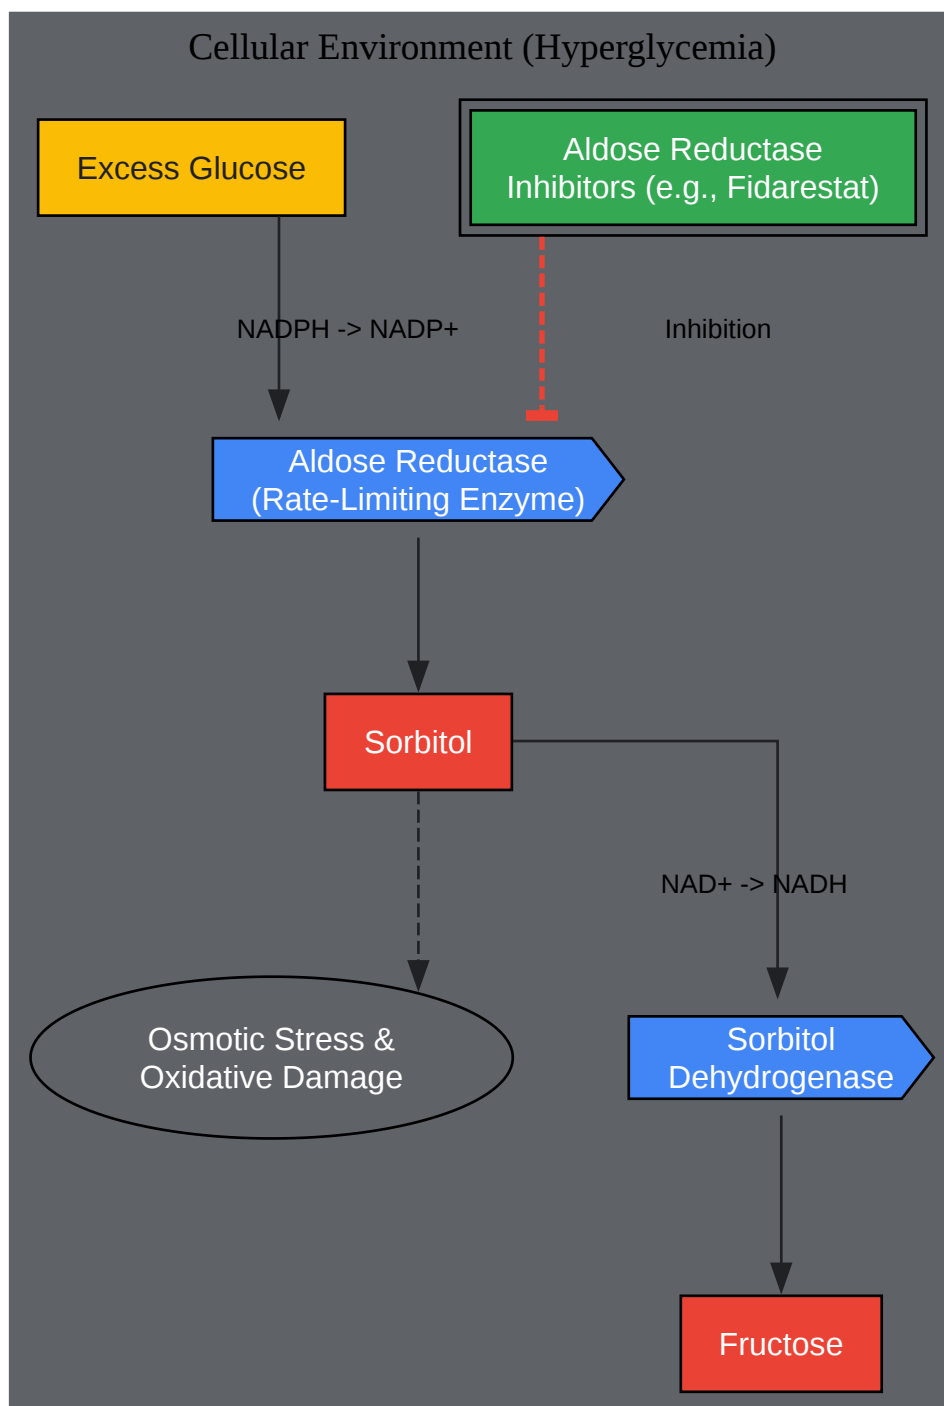 Cellular Environment (Hyperglycemia)
Excess Glucose
Aldose Reductase
Inhibitors (e.g., Fidarestat)
NADPH -> NADP+
Inhibition
Aldose Reductase
(Rate-Limiting Enzyme)
Sorbitol
NAD+ -> NADH
Osmotic Stress &
Oxidative Damage
Sorbitol
Dehydrogenase
Fructose